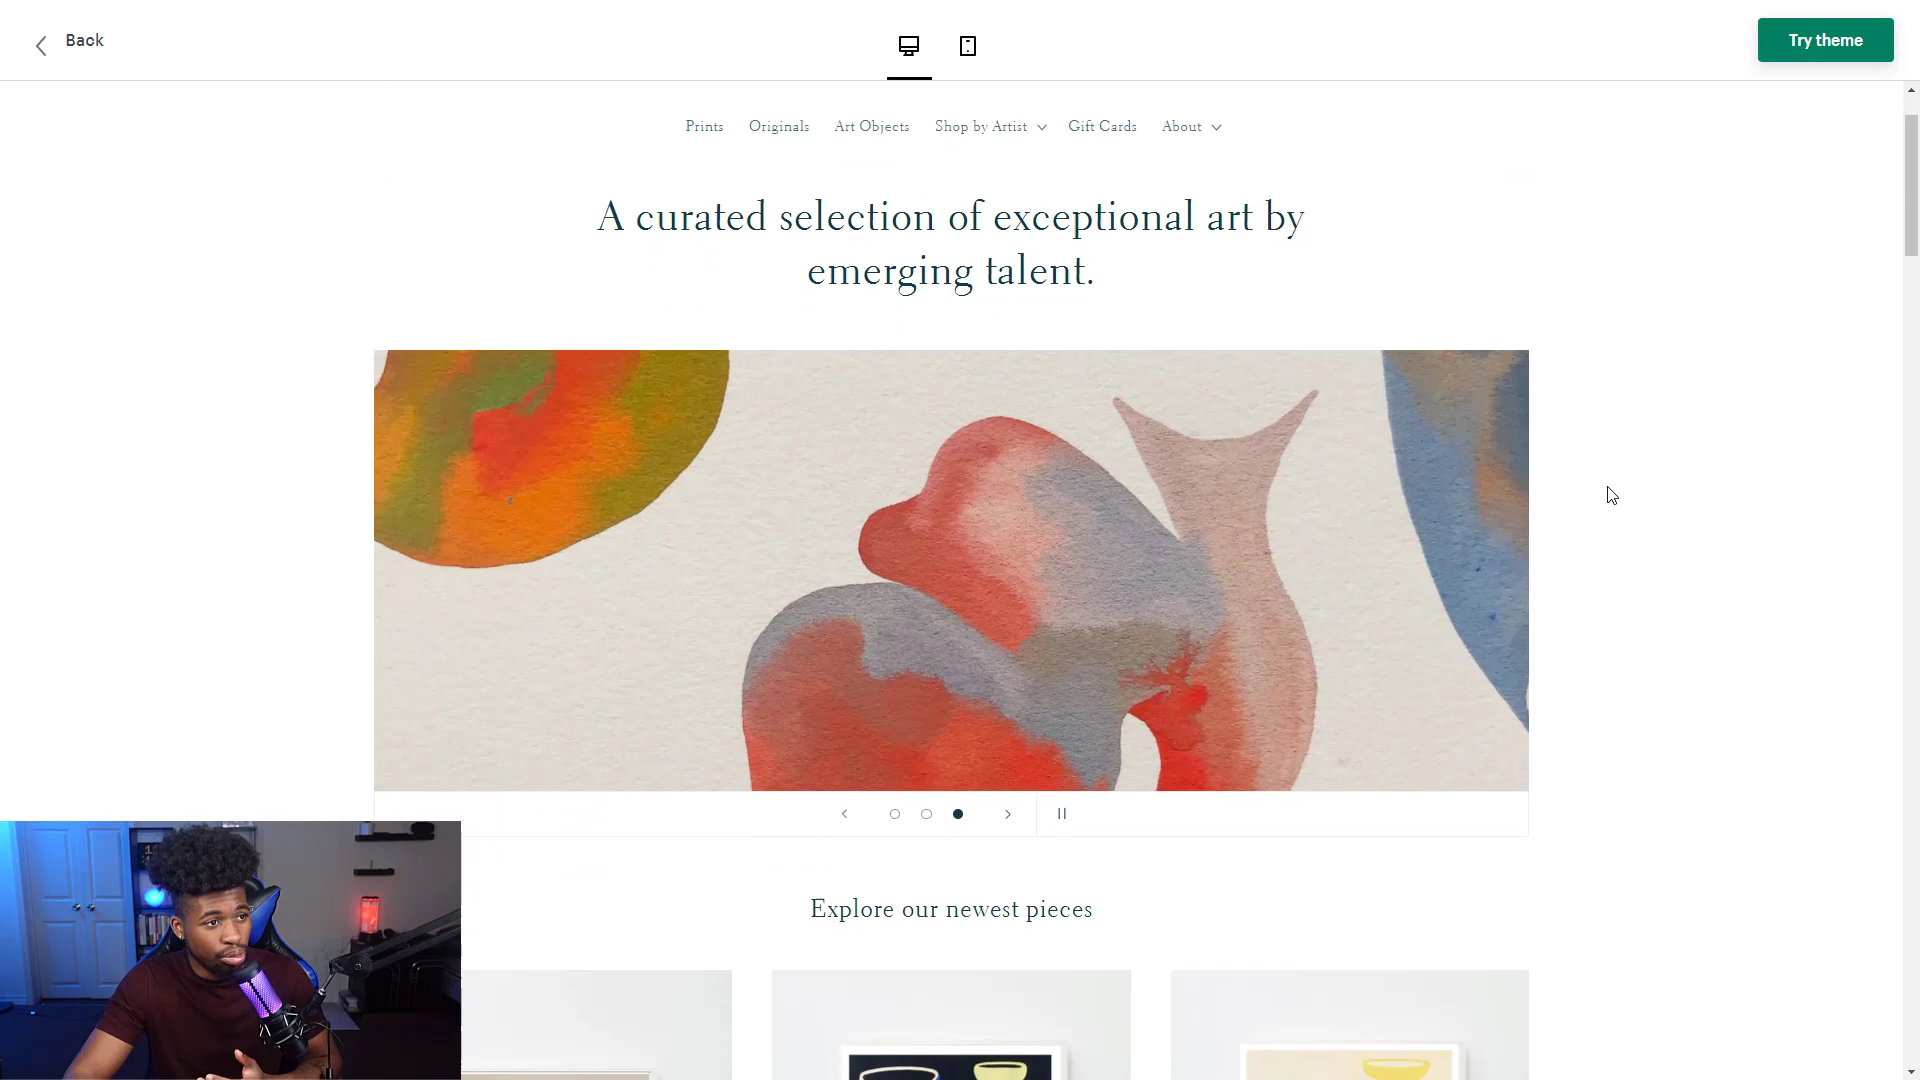 Back
Try theme
Prints Originals Art Objects Shop by Artist Gift Cards About
A curated selection of exceptional art by
emerging talent.
Explore our newest pieces